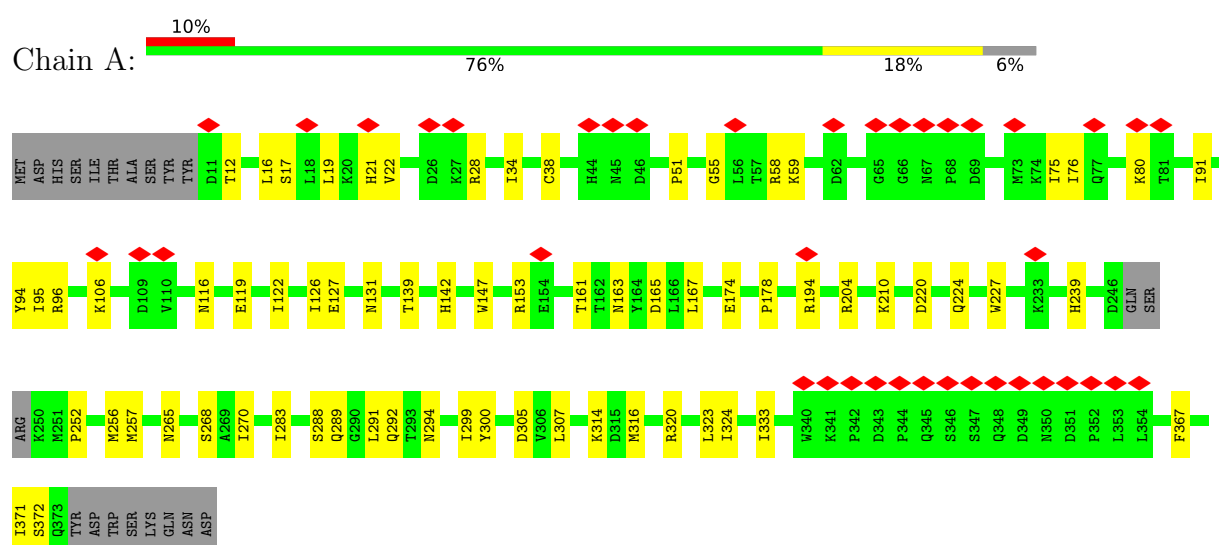 10%
Chain A:
76% 18% 6%
MET ASP HIS SER ILE THR ALA SER TYR TYR D11 T12 L16 S17 L18 L19 K20 H21 V22 D26 K27 R28 I34 C38 H44 N45 D46 P51 G55 L56 T57 R58 K59 D62 G65 G66 N67 P68 D69 M73 K74 I75 I76 Q77 K80 T81 I91
Y94 I95 R96 K106 D109 V110 N116 E119 I122 I126 E127 N131 T139 H142 W147 R153 E154 T161 T162 N163 Y164 D165 L166 L167 E174 P178 R194 R204 K210 D220 Q224 W227 K233 H239 D246 GLN SER
ARG K250 M251 P252 M256 M257 N265 S268 A269 I270 I283 S288 Q289 G290 L291 Q292 T293 N294 I299 Y300 D305 V306 L307 K314 D315 M316 R320 L323 I324 I333 W340 K341 P342 D343 P344 Q345 S346 S347 Q348 D349 N350 D351 P352 L353 L354 F367
I371 S372 Q373 TYR ASP TRP SER LYS GLN ASN ASP